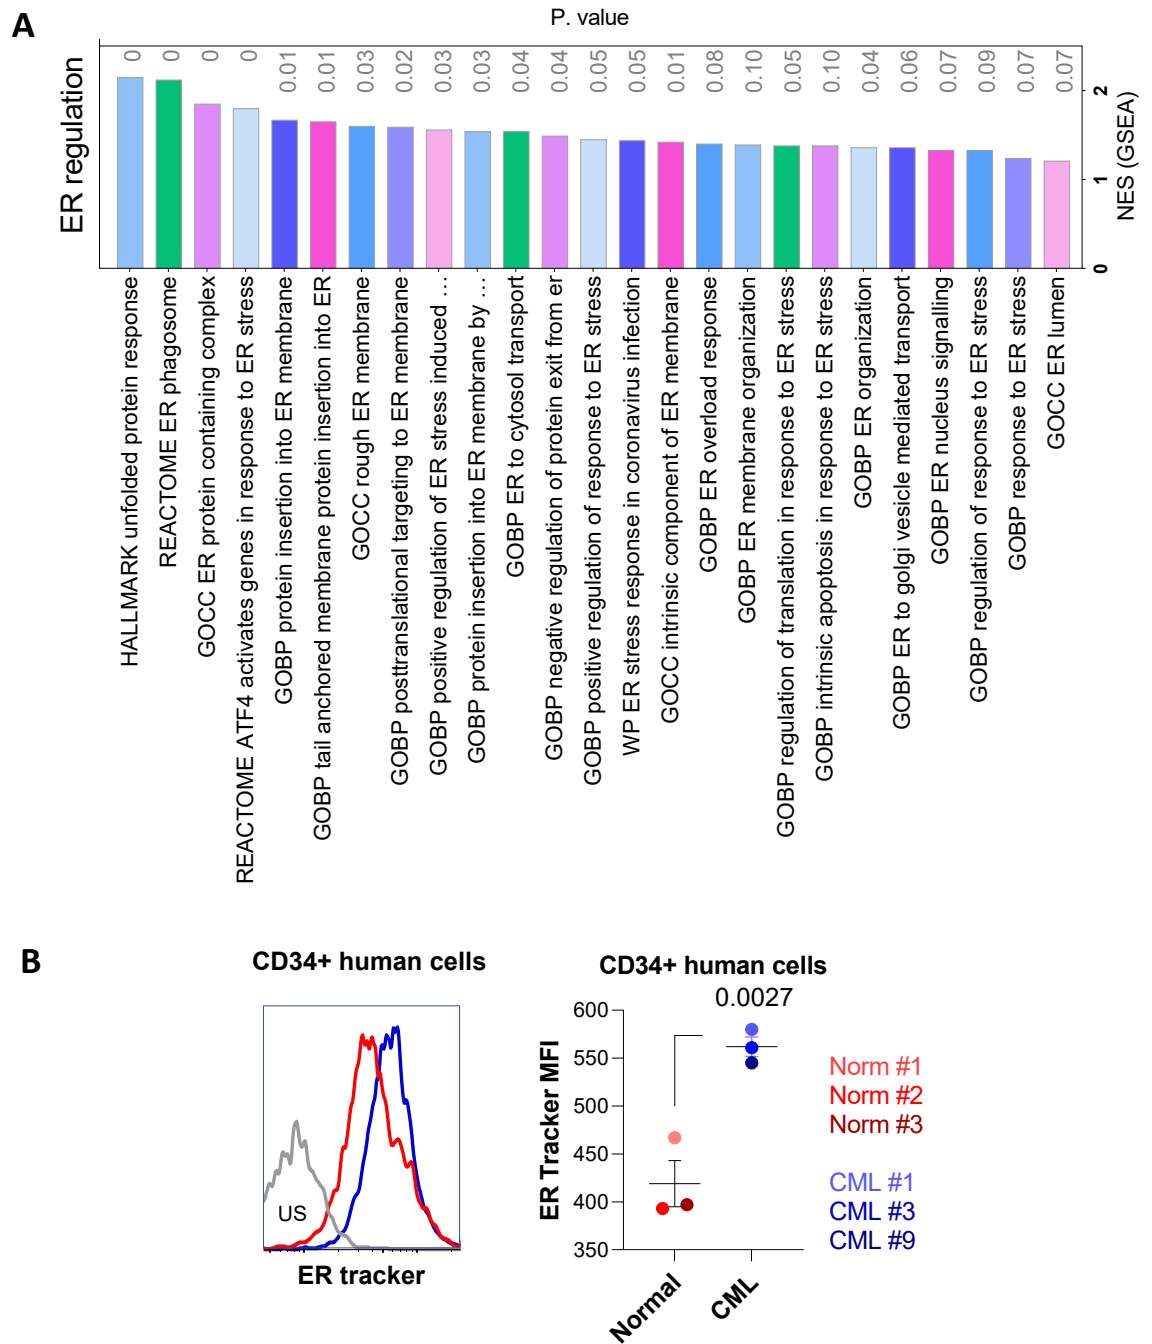 A
P. value
ER regulation
0
0
0
0
0.01
0.01
0.03
0.02
0.03
0.03
0.04
0.04
0.05
0.05
0.01
0.08
0.10
0.05
0.10
0.04
0.06
0.07
0.09
0.07
0.07
2
1
0
NES (GSEA)
HALLMARK unfolded protein response
REACTOME ER phagosome
GOCC ER protein containing complex
REACTOME ATF4 activates genes in response to ER stress
GOBP protein insertion into ER membrane
GOBP tail anchored membrane protein insertion into ER
GOCC rough ER membrane
GOBP posttranslational targeting to ER membrane
GOBP positive regulation of ER stress induced ...
GOBP protein insertion into ER membrane by ...
GOBP ER to cytosol transport
GOBP negative regulation of protein exit from er
GOBP positive regulation of response to ER stress
WP ER stress response in coronavirus infection
GOCC intrinsic component of ER membrane
GOBP ER overload response
GOBP ER membrane organization
GOBP regulation of translation in response to ER stress
GOBP intrinsic apoptosis in response to ER stress
GOBP ER organization
GOBP ER to golgi vesicle mediated transport
GOBP ER nucleus signalling
GOBP regulation of response to ER stress
GOBP response to ER stress
GOCC ER lumen
B
CD34+ human cells
US
ER tracker
CD34+ human cells
0.0027
600
550
500
450
400
350
ER Tracker MFI
Normal
CML
Norm #1
Norm #2
Norm #3
CML #1
CML #3
CML #9